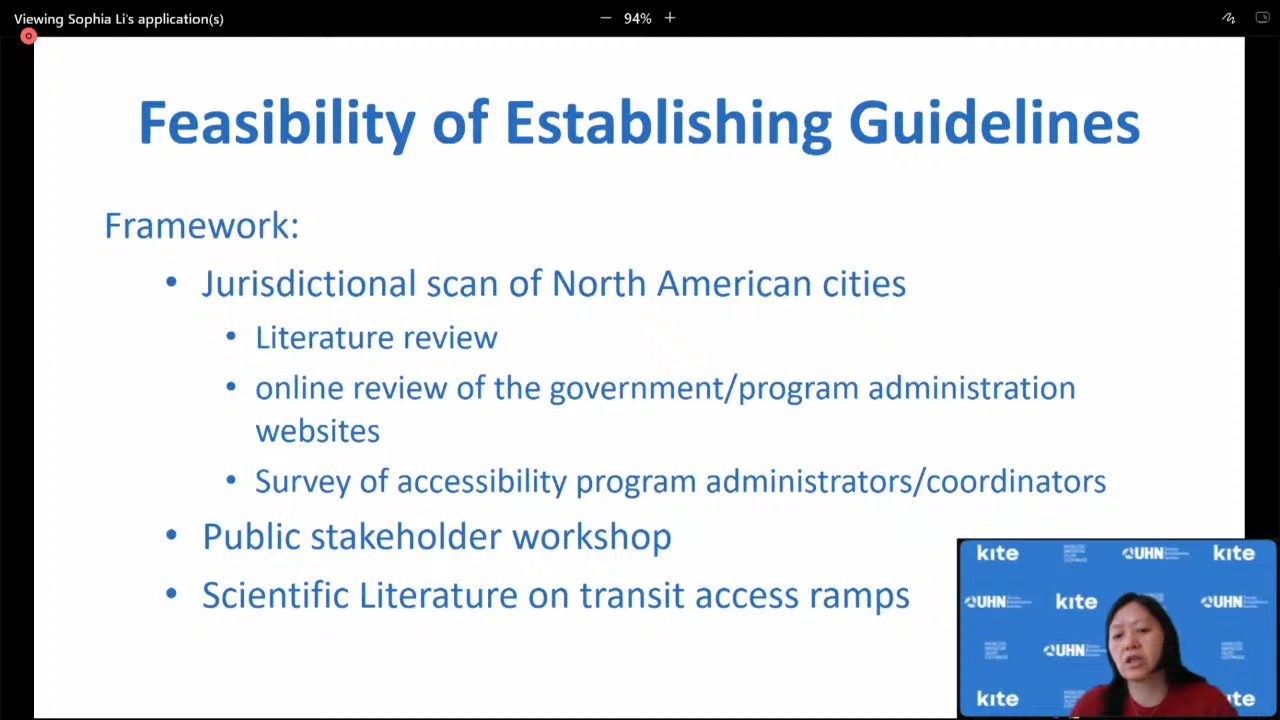 Viewing Sophia Li's application(s)
94%
Feasibility of Establishing Guidelines
Framework:
• Jurisdictional scan of North American cities
• Literature review
• online review of the government/program administration
websites
• Survey of accessibility program administrators/coordinators
• Public stakeholder workshop
• Scientific Literature on transit access ramps
kite
UHN
kite
UHN
kite
UHN
UHN
kite
ite